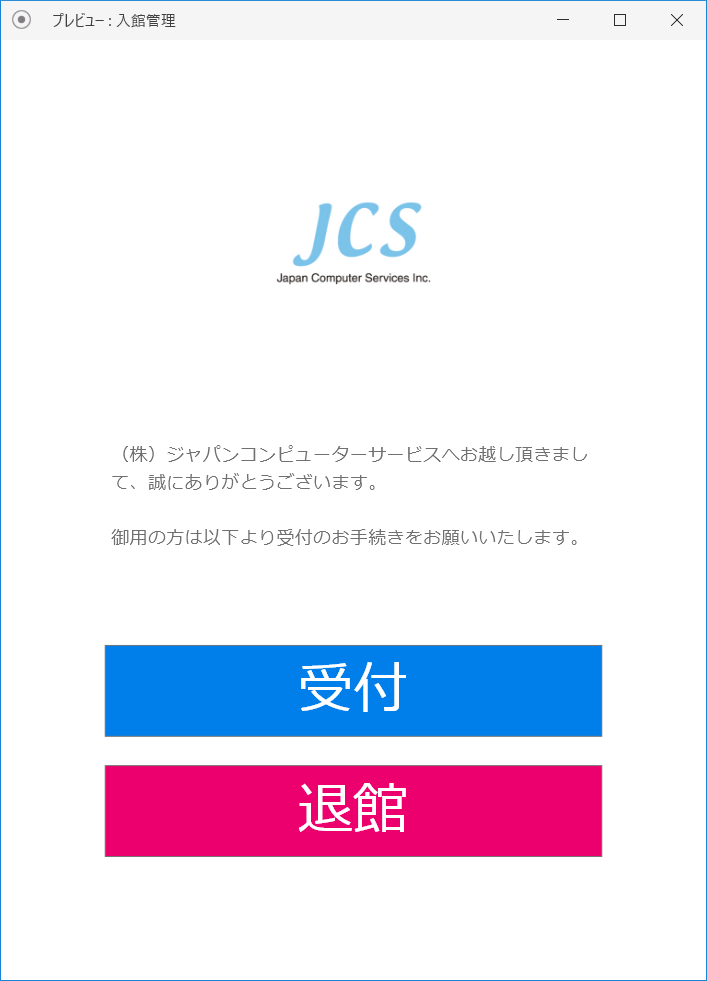 プレビュー : 入館管理
JCS
Japan Computer Services Inc.
（株）ジャパンコンピューターサービスへお越し頂きまし
て、誠にありがとうございます。
御用の方は以下より受付のお手続きをお願いいたします。
受付
退館